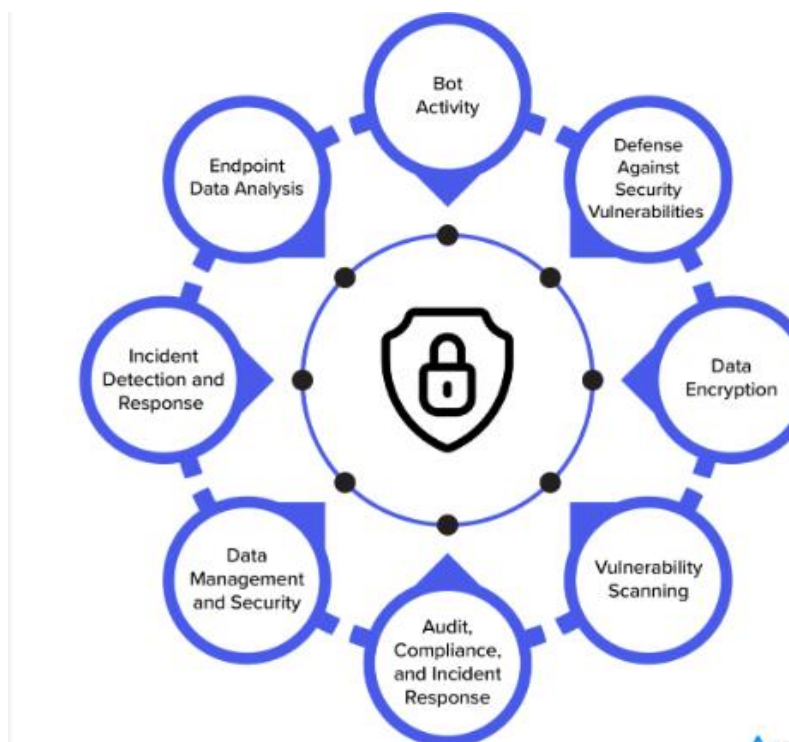 Bot
Activity
Defense
Against
Security
Vulnerabilities
Data
Encryption
Vulnerability
Scanning
Audit,
Compliance,
and Incident
Response
Data
Management
and Security
Incident
Detection and
Response
Endpoint
Data Analysis